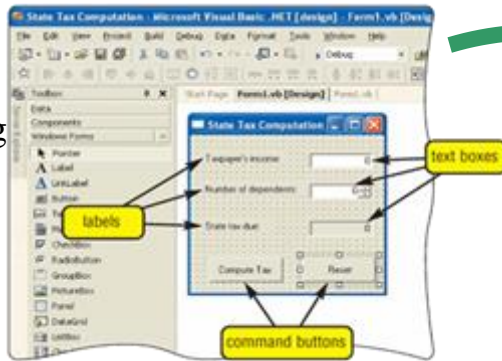 State Tax Computation - Microsoft Visual Basic .NET [design] - Form1.vb [Desig
File Edit View Project Build Debug Data Format Tools Window Help
Debug
Toolbox
Start Page Form1.vb [Design] Form1.vb
Data
Components
Windows Forms
g
Pointer
Label
LinkLabel
Button
CheckBox
RadioButton
GroupBox
PictureBox
Panel
DataGrid
ListBox
State Tax Computation
Taxpayer's income: 0
Number of dependents: 0
State tax due: 0
Compute Tax Reset
labels
text boxes
command buttons